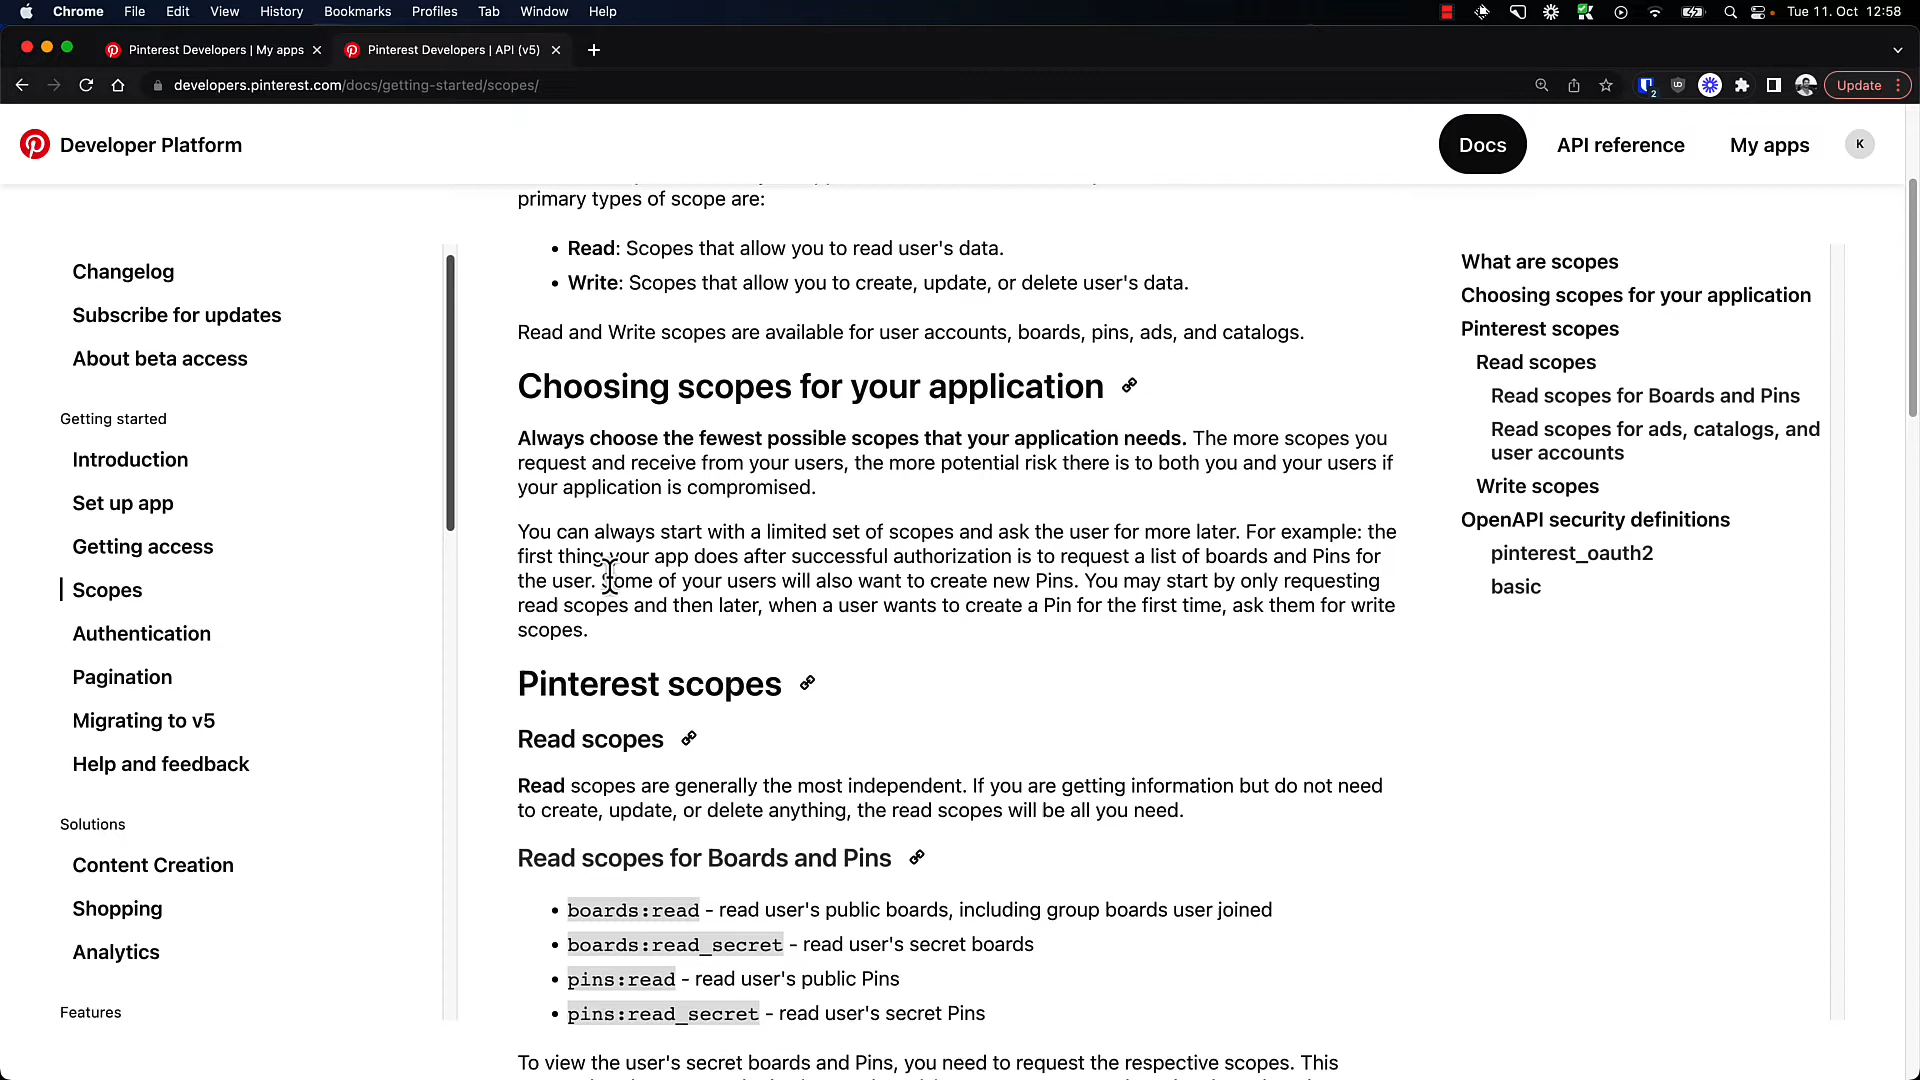 Chrome File Edit View History Bookmarks Profiles Tab Window Help
Tue 11. Oct 12:58
Pinterest Developers | My apps
Pinterest Developers | API (v5)
developers.pinterest.com/docs/getting-started/scopes/
2
Update
Developer Platform
Docs
API reference
My apps
K
Changelog
Subscribe for updates
About beta access
Getting started
Introduction
Set up app
Getting access
Scopes
Authentication
Pagination
Migrating to v5
Help and feedback
Solutions
Content Creation
Shopping
Analytics
Features
primary types of scope are:
• Read: Scopes that allow you to read user's data.
• Write: Scopes that allow you to create, update, or delete user's data.
Read and Write scopes are available for user accounts, boards, pins, ads, and catalogs.
Choosing scopes for your application
Always choose the fewest possible scopes that your application needs. The more scopes you
request and receive from your users, the more potential risk there is to both you and your users if
your application is compromised.
You can always start with a limited set of scopes and ask the user for more later. For example: the
first thing your app does after successful authorization is to request a list of boards and Pins for
the user. Some of your users will also want to create new Pins. You may start by only requesting
read scopes and then later, when a user wants to create a Pin for the first time, ask them for write
scopes.
Pinterest scopes
Read scopes
Read scopes are generally the most independent. If you are getting information but do not need
to create, update, or delete anything, the read scopes will be all you need.
Read scopes for Boards and Pins
• boards:read - read user's public boards, including group boards user joined
• boards:read_secret - read user's secret boards
• pins:read - read user's public Pins
• pins:read_secret - read user's secret Pins
To view the user's secret boards and Pins, you need to request the respective scopes. This
What are scopes
Choosing scopes for your application
Pinterest scopes
Read scopes
Read scopes for Boards and Pins
Read scopes for ads, catalogs, and
user accounts
Write scopes
OpenAPI security definitions
pinterest_oauth2
basic